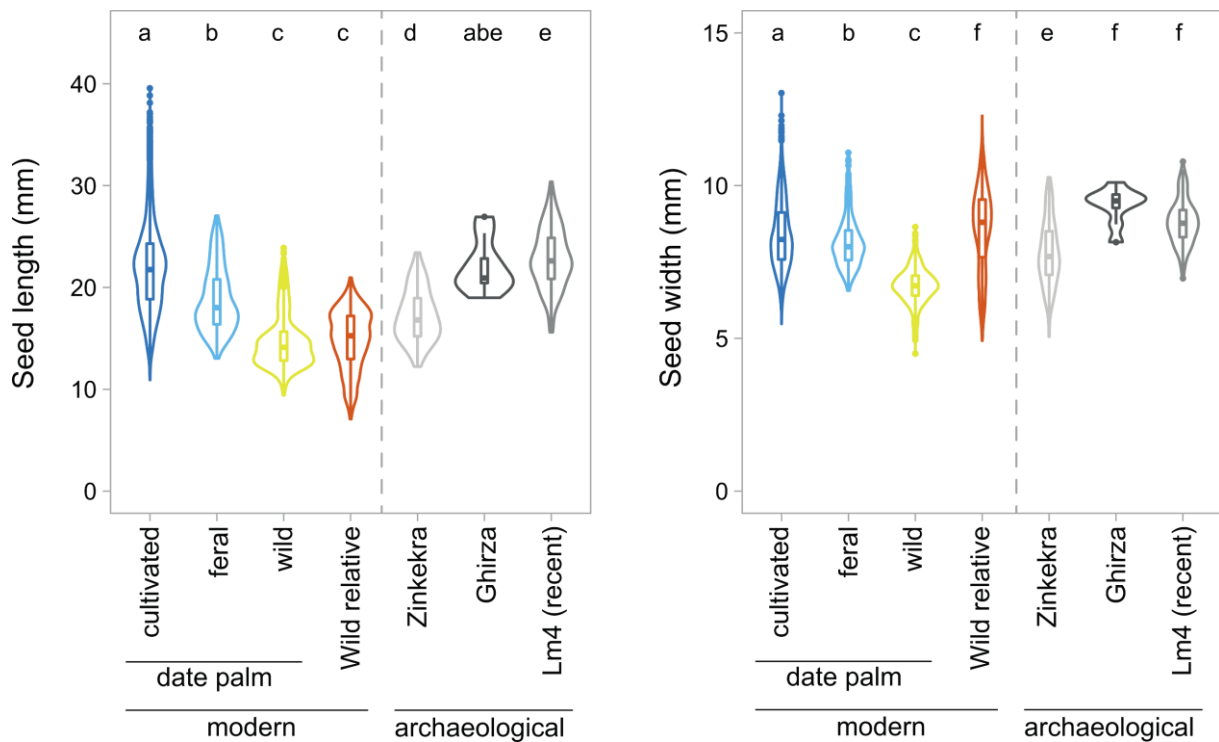 a b c c d abe e
40
30
20
10
0
Seed length (mm)
cultivated
feral
wild
Wild relative
Zinkekra
Ghirza
Lm4 (recent)
date palm
modern
archaeological
a b c f e f f
15
10
5
0
Seed width (mm)
cultivated
feral
wild
Wild relative
Zinkekra
Ghirza
Lm4 (recent)
date palm
modern
archaeological